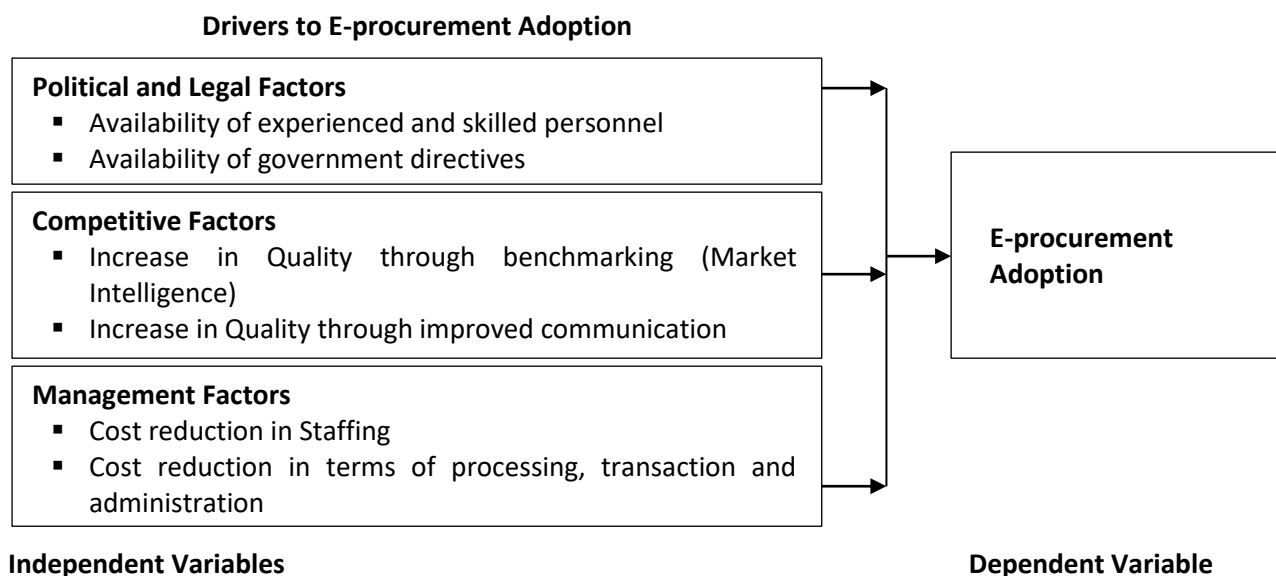 Drivers to E-procurement Adoption
Political and Legal Factors
▪ Availability of experienced and skilled personnel
▪ Availability of government directives
Competitive Factors
▪ Increase in Quality through benchmarking (Market
Intelligence)
▪ Increase in Quality through improved communication
Management Factors
▪ Cost reduction in Staffing
▪ Cost reduction in terms of processing, transaction and
administration
E-procurement
Adoption
Independent Variables
Dependent Variable